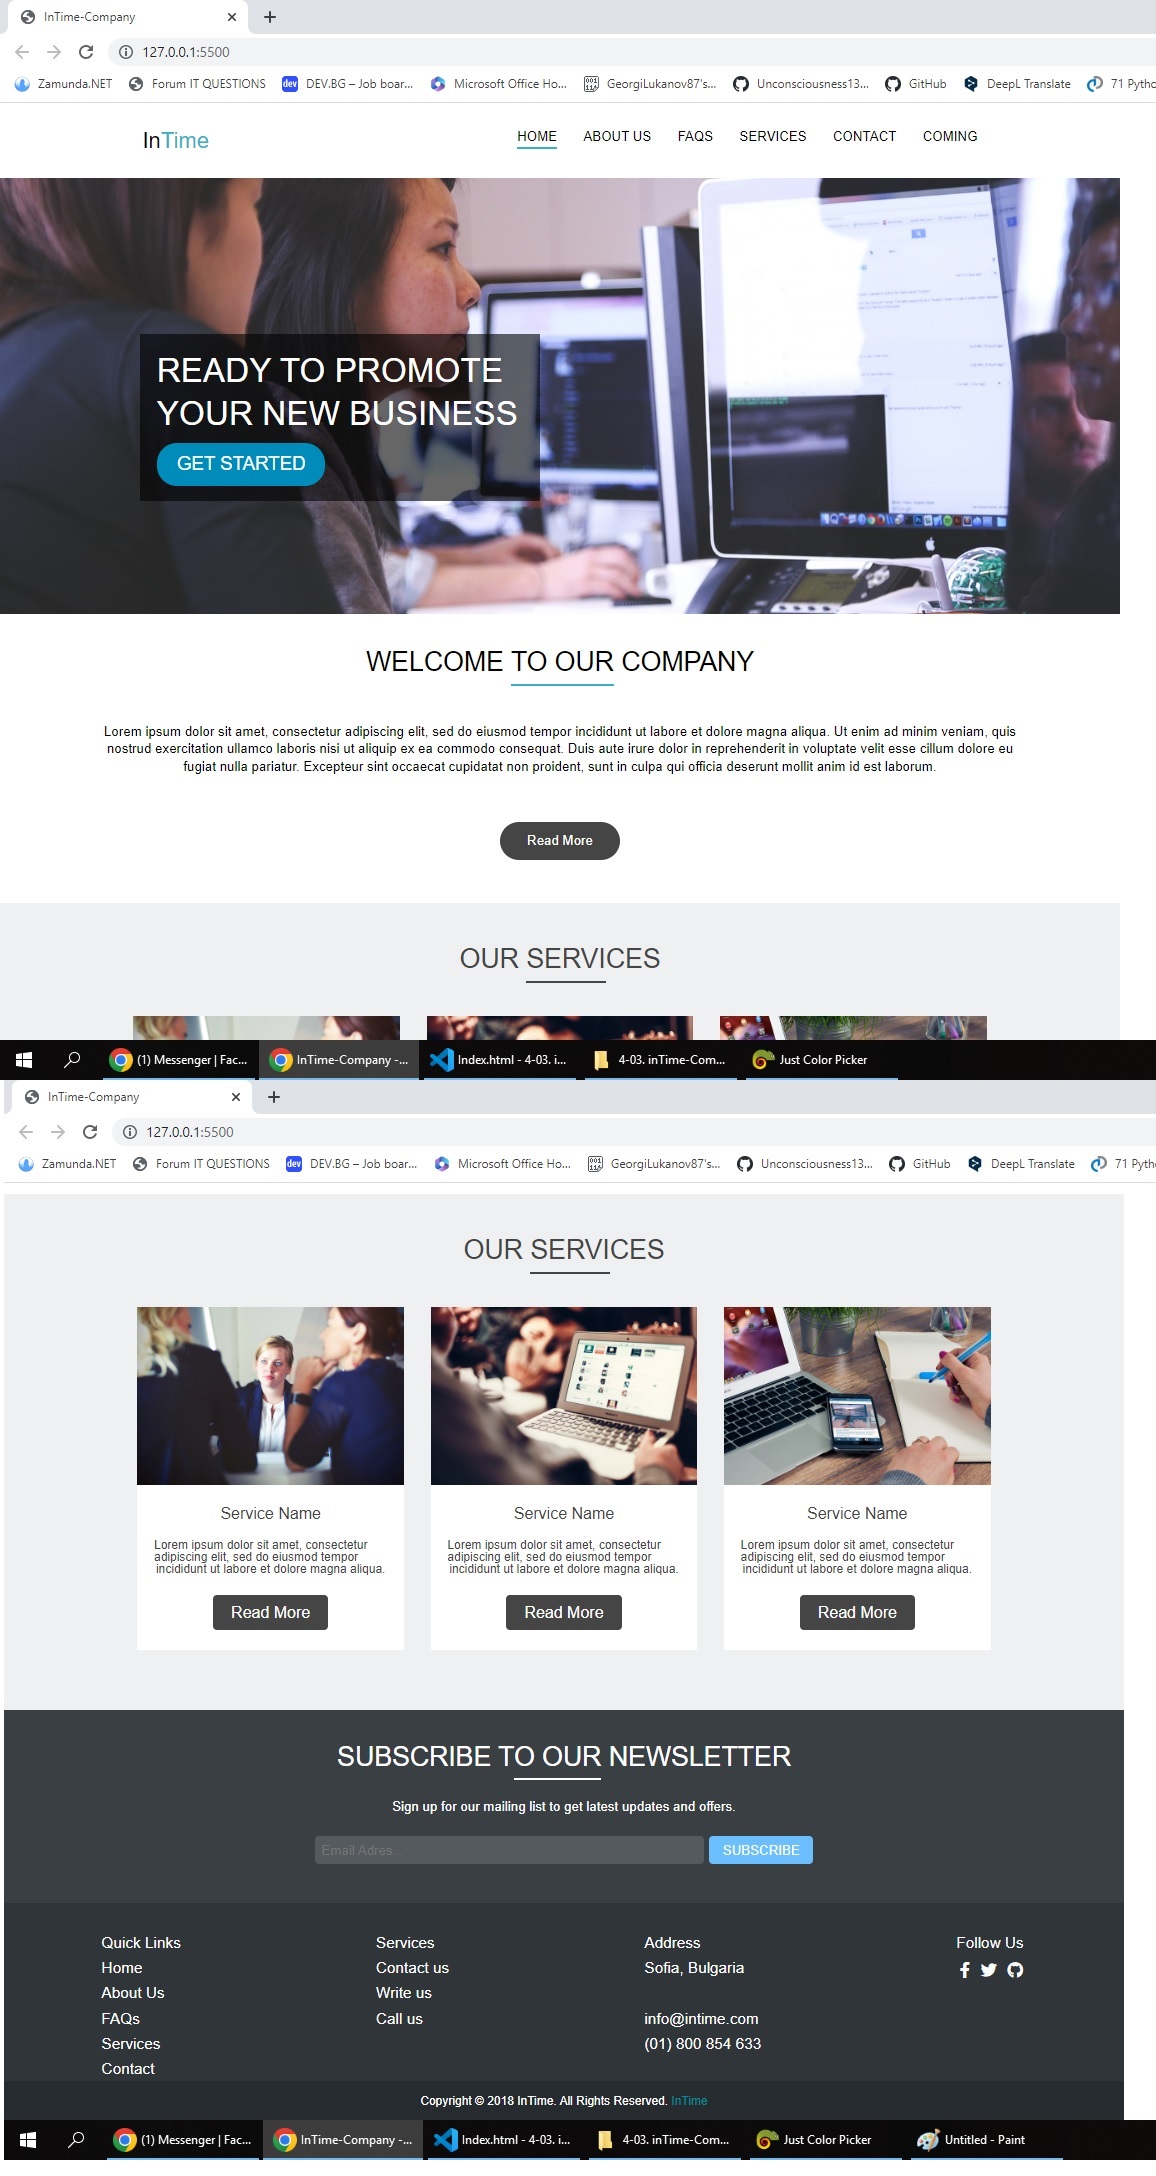 InTime-Company
127.0.0.1:5500
Zamunda.NET
Forum IT QUESTIONS
DEV.BG – Job boar...
Microsoft Office Ho...
GeorgiLukanov87's...
Unconsciousness13...
GitHub
DeepL Translate
71 Pytho
InTime
HOME
ABOUT US
FAQS
SERVICES
CONTACT
COMING
READY TO PROMOTE
YOUR NEW BUSINESS
GET STARTED
WELCOME TO OUR COMPANY
Lorem ipsum dolor sit amet, consectetur adipiscing elit, sed do eiusmod tempor incididunt ut labore et dolore magna aliqua. Ut enim ad minim veniam, quis
nostrud exercitation ullamco laboris nisi ut aliquip ex ea commodo consequat. Duis aute irure dolor in reprehenderit in voluptate velit esse cillum dolore eu
fugiat nulla pariatur. Excepteur sint occaecat cupidatat non proident, sunt in culpa qui officia deserunt mollit anim id est laborum.
Read More
OUR SERVICES
(1) Messenger | Fac...
InTime-Company -...
Index.html - 4-03. i...
4-03. inTime-Com...
Just Color Picker
InTime-Company
127.0.0.1:5500
Zamunda.NET
Forum IT QUESTIONS
dev
DEV.BG – Job boar...
Microsoft Office Ho...
GeorgiLukanov87's...
Unconsciousness13...
GitHub
DeepL Translate
71 Pyth
OUR SERVICES
Service Name
Lorem ipsum dolor sit amet, consectetur
adipiscing elit, sed do eiusmod tempor
incididunt ut labore et dolore magna aliqua.
Read More
Service Name
Lorem ipsum dolor sit amet, consectetur
adipiscing elit, sed do eiusmod tempor
incididunt ut labore et dolore magna aliqua.
Read More
Service Name
Lorem ipsum dolor sit amet, consectetur
adipiscing elit, sed do eiusmod tempor
incididunt ut labore et dolore magna aliqua.
Read More
SUBSCRIBE TO OUR NEWSLETTER
Sign up for our mailing list to get latest updates and offers.
Email Adres...
SUBSCRIBE
Quick Links
Home
About Us
FAQs
Services
Contact
Services
Contact us
Write us
Call us
Address
Sofia, Bulgaria
info@intime.com
(01) 800 854 633
Follow Us
Copyright © 2018 InTime. All Rights Reserved. InTime
(1) Messenger | Fac...
InTime-Company -...
Index.html - 4-03. i...
4-03. inTime-Com...
Just Color Picker
Untitled - Paint